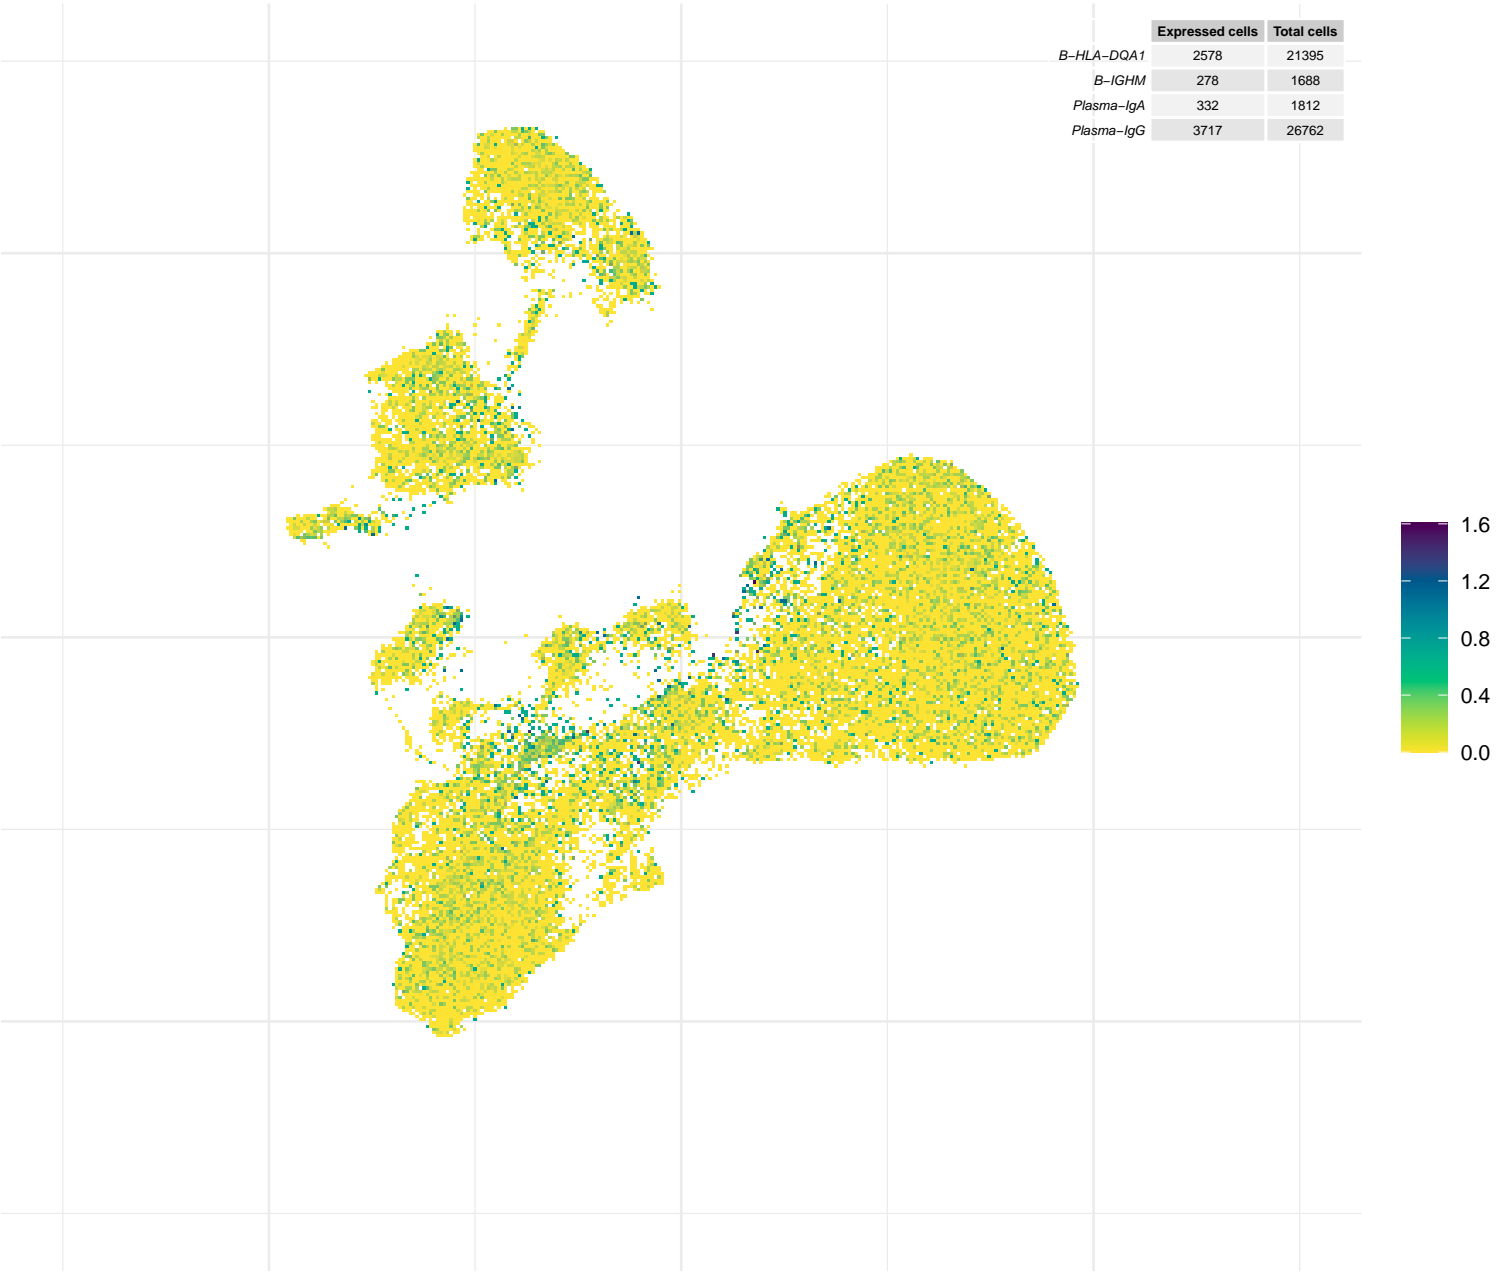 Expressed cells Total cells
B−HLA−DQA1 2578 21395
B−IGHM 278 1688
Plasma−IgA 332 1812
Plasma−IgG 3717 26762
1.6
1.2
0.8
0.4
0.0